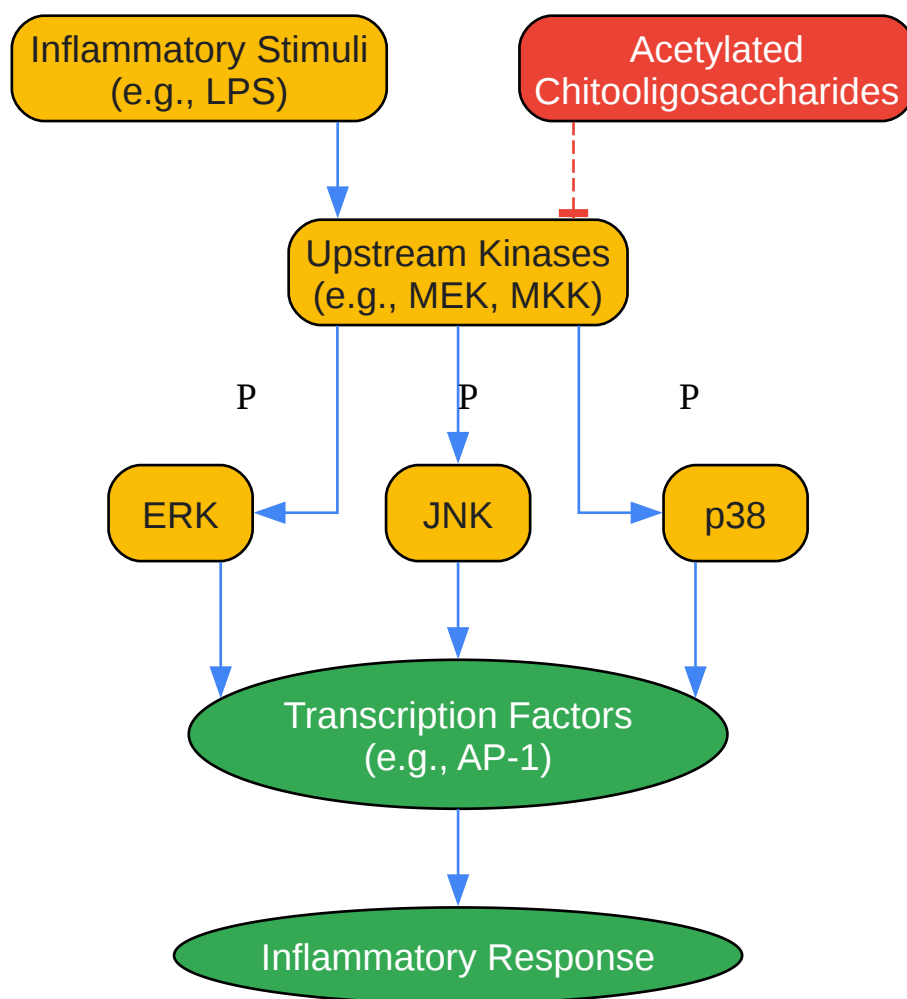 Inflammatory Stimuli
(e.g., LPS)
Acetylated
Chitooligosaccharides
Upstream Kinases
(e.g., MEK, MKK)
P
P
P
ERK
JNK
p38
Transcription Factors
(e.g., AP-1)
Inflammatory Response